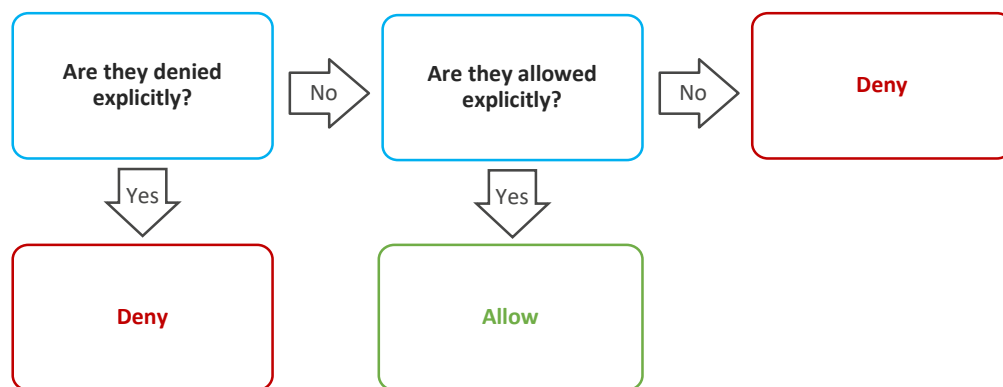 Are they denied
explicitly?
No
Are they allowed
explicitly?
No
Deny
Yes
Yes
Deny
Allow